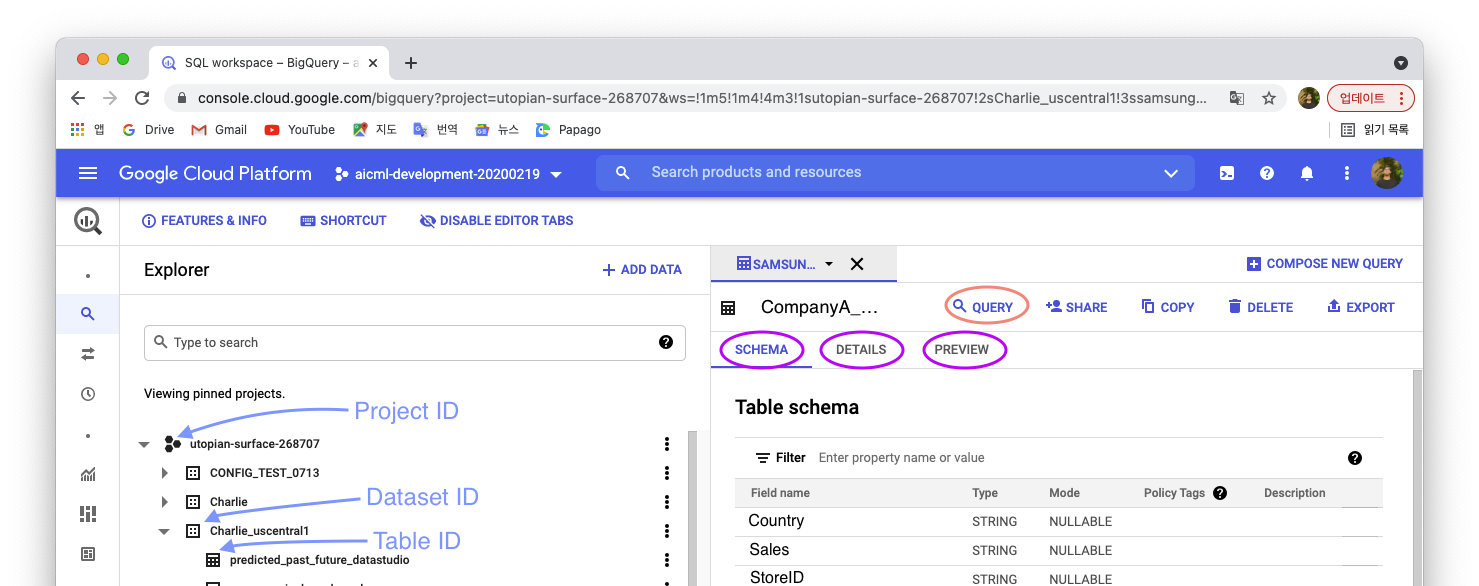 SQL workspace – BigQuery – a
console.cloud.google.com/bigquery?project=utopian-surface-268707&ws=!1m5!1m4!4m3!1sutopian-surface-268707!2sCharlie_uscentral1!3ssamsung...
업데이트
앱 Drive Gmail YouTube 지도 번역 뉴스 Papago 읽기 목록
Google Cloud Platform aicml-development-20200219 Search products and resources
FEATURES & INFO SHORTCUT DISABLE EDITOR TABS
Explorer + ADD DATA
Type to search
Viewing pinned projects.
Project ID
utopian-surface-268707
CONFIG_TEST_0713
Dataset ID
Charlie
Charlie_uscentral1
Table ID
predicted_past_future_datastudio
SAMSUN... COMPOSE NEW QUERY
CompanyA_... QUERY SHARE COPY DELETE EXPORT
SCHEMA DETAILS PREVIEW
Table schema
Filter Enter property name or value
Field name Type Mode Policy Tags Description
Country STRING NULLABLE
Sales STRING NULLABLE
StoreID STRING NULLABLE